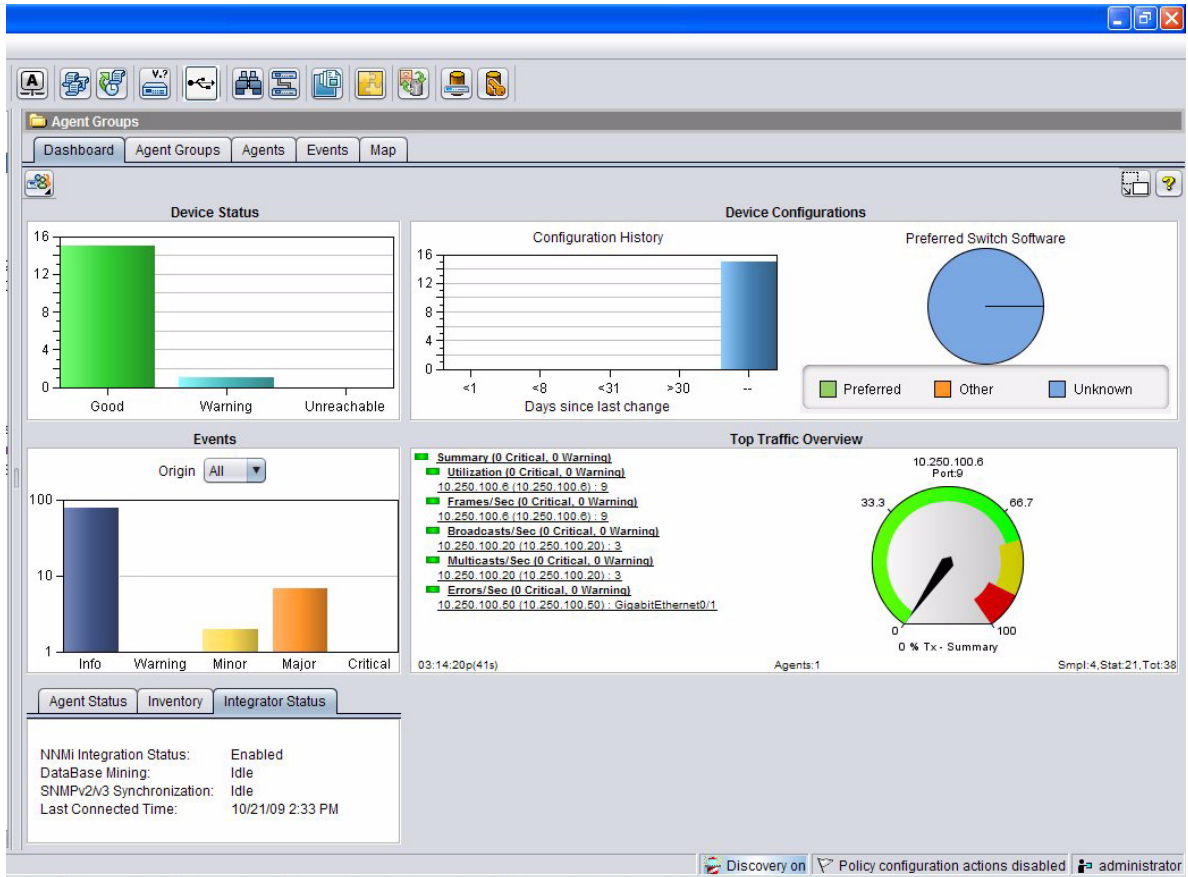 A
V.?
Agent Groups
Dashboard Agent Groups Agents Events Map
?
Device Status
16
12
8
4
0
Good Warning Unreachable
Device Configurations
Configuration History
16
12
8
4
0
<1 <8 <31 >30 --
Days since last change
Preferred Switch Software
Preferred Other Unknown
Events
Origin All
100
10
1
Info Warning Minor Major Critical
Top Traffic Overview
Summary (0 Critical, 0 Warning)
Utilization (0 Critical, 0 Warning)
10.250.100.6 (10.250.100.6) : 9
Frames/Sec (0 Critical, 0 Warning)
10.250.100.6 (10.250.100.6) : 9
Broadcasts/Sec (0 Critical, 0 Warning)
10.250.100.20 (10.250.100.20) : 3
Multicasts/Sec (0 Critical, 0 Warning)
10.250.100.20 (10.250.100.20) : 3
Errors/Sec (0 Critical, 0 Warning)
10.250.100.50 (10.250.100.50) : GigabitEthernet0/1
10.250.100.6
Port:9
33.3 66.7
0 100
0 % Tx - Summary
03:14:20p(41s) Agents:1 Smpl:4,Stat:21,Tot:38
Agent Status Inventory Integrator Status
NNMi Integration Status: Enabled
DataBase Mining: Idle
SNMPv2/v3 Synchronization: Idle
Last Connected Time: 10/21/09 2:33 PM
Discovery on Policy configuration actions disabled administrator